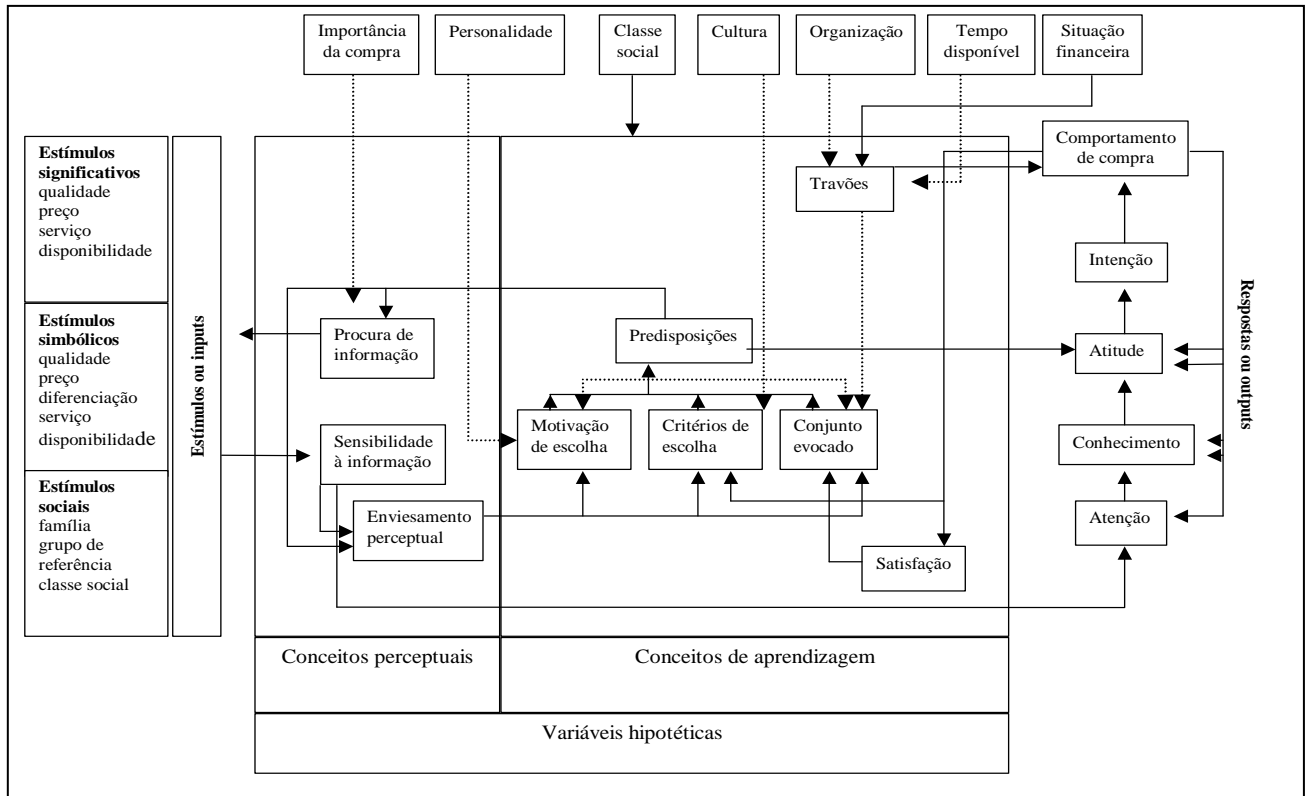 Importância
da compra
Personalidade
Classe
social
Cultura
Organização
Tempo
disponível
Situação
financeira
Estímulos
significativos
qualidade
preço
serviço
disponibilidade
Estímulos
simbólicos
qualidade
preço
diferenciação
serviço
disponibilidade
Estímulos
sociais
família
grupo de
referência
classe social
Estímulos ou inputs
Procura de
informação
Sensibilidade
à informação
Enviesamento
perceptual
Travões
Predisposições
Motivação
de escolha
Critérios de
escolha
Conjunto
evocado
Satisfação
Comportamento
de compra
Intenção
Atitude
Conhecimento
Atenção
Respostas ou outputs
Conceitos perceptuais
Conceitos de aprendizagem
Variáveis hipotéticas